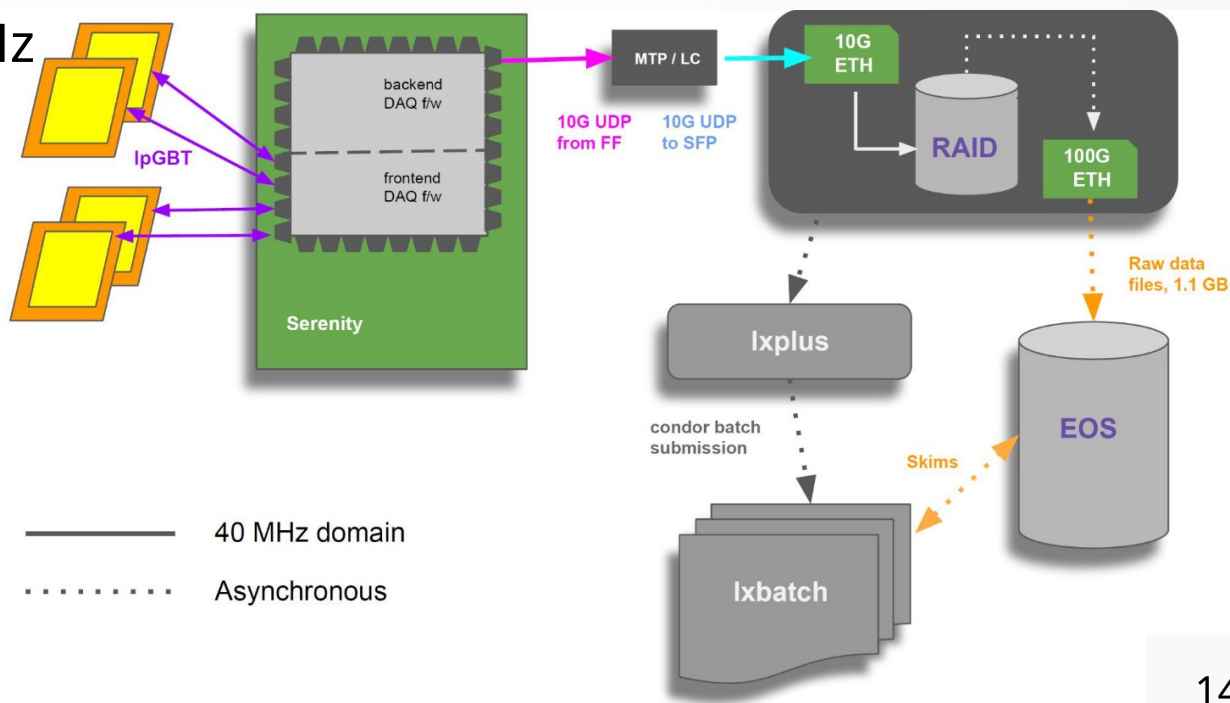 Hz
lpGBT
backend
DAQ f/w
frontend
DAQ f/w
Serenity
10G UDP
from FF
MTP / LC
10G UDP
to SFP
10G
ETH
RAID
100G
ETH
Raw data
files, 1.1 GB
lxplus
condor batch
submission
Skims
EOS
lxbatch
40 MHz domain
Asynchronous
14